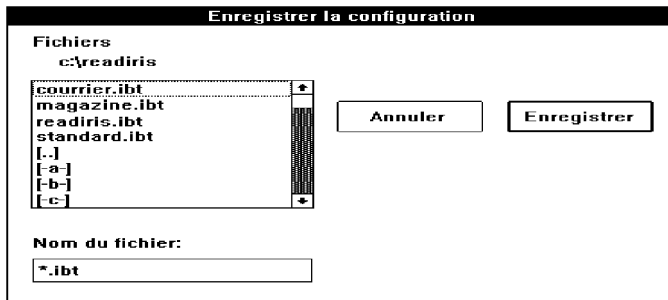 Enregistrer la configuration
Fichiers
c:\readiris
courrier.ibt
magazine.ibt
readiris.ibt
standard.ibt
[..]
[-a-]
[-b-]
[-c-]
Annuler
Enregistrer
Nom du fichier:
*.ibt